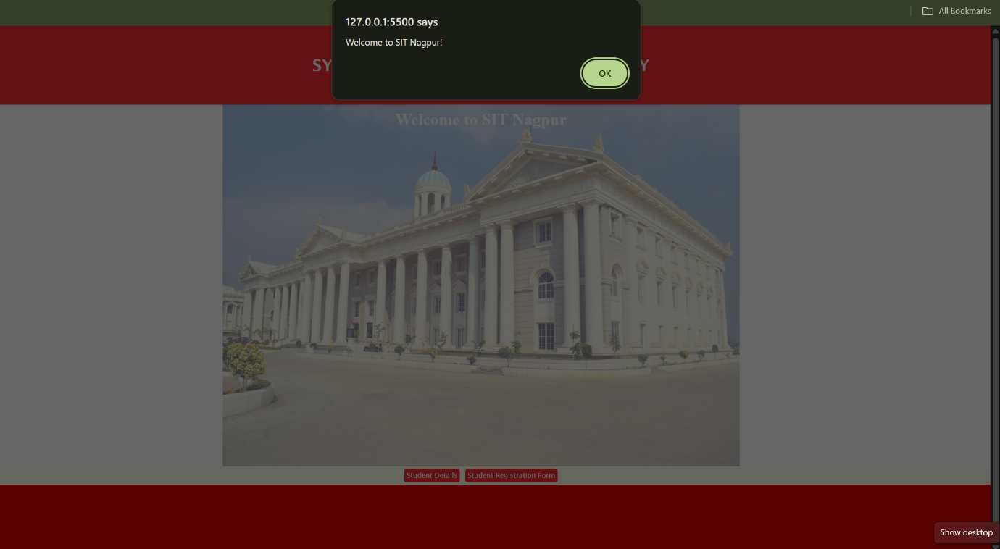 All Bookmarks
127.0.0.1:5500 says
Welcome to SIT Nagpur!
OK
Welcome to SIT Nagpur
Student Details
Student Registration Form
Show desktop